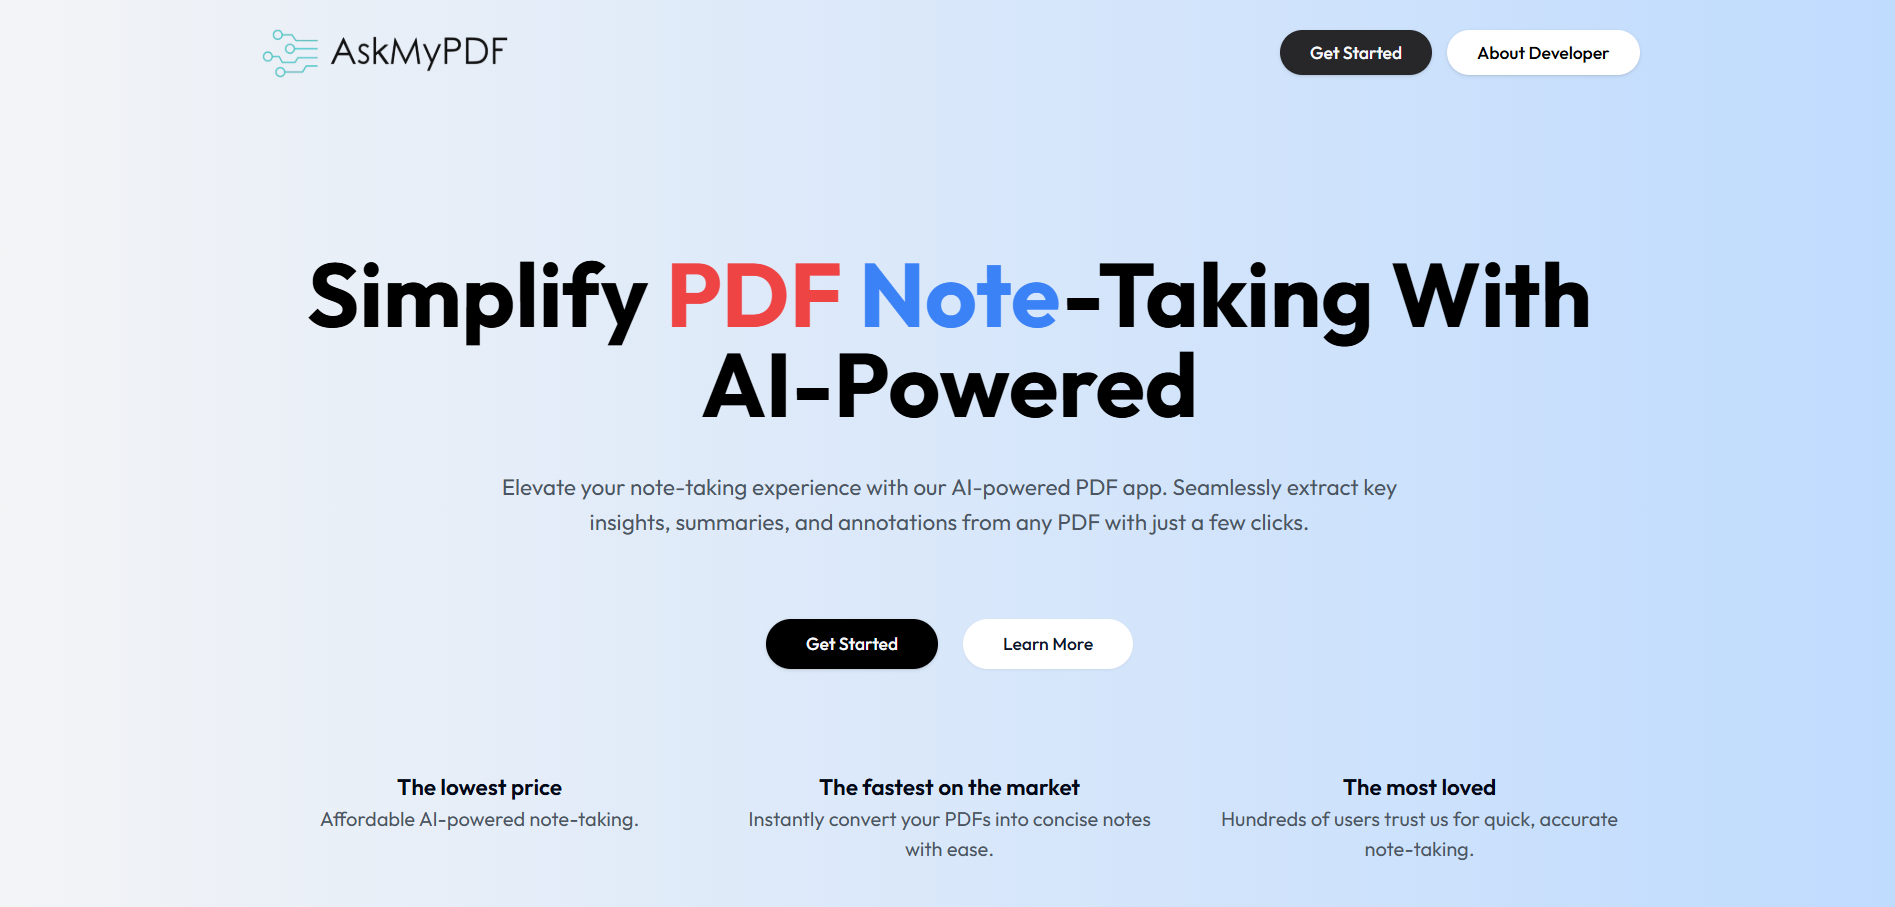 AskMyPDF
Get Started
About Developer
Simplify PDF Note-Taking With
AI-Powered
Elevate your note-taking experience with our AI-powered PDF app. Seamlessly extract key
insights, summaries, and annotations from any PDF with just a few clicks.
Get Started
Learn More
The lowest price
Affordable AI-powered note-taking.
The fastest on the market
Instantly convert your PDFs into concise notes
with ease.
The most loved
Hundreds of users trust us for quick, accurate
note-taking.